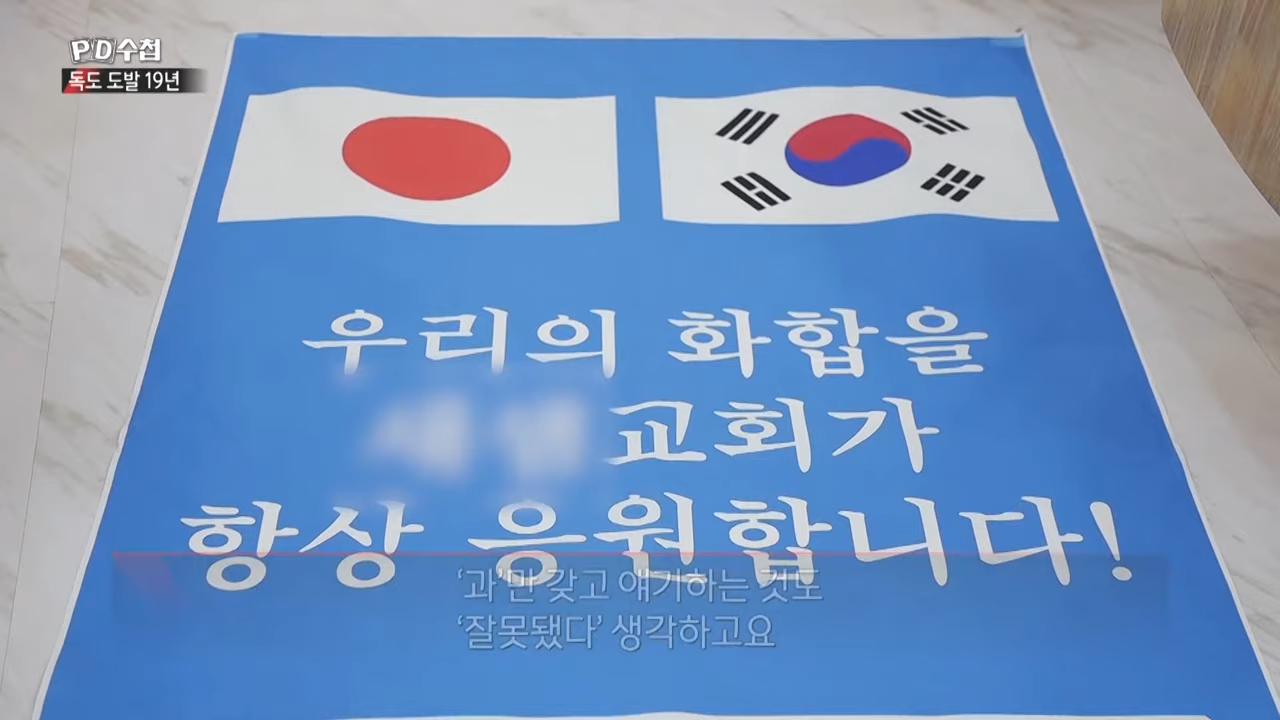 PD수첩
독도 도발 19년
우리의 화합을
교회가
항상 응원합니다!
‘과’만 갖고 얘기하는 것도
‘잘못됐다’ 생각하고요